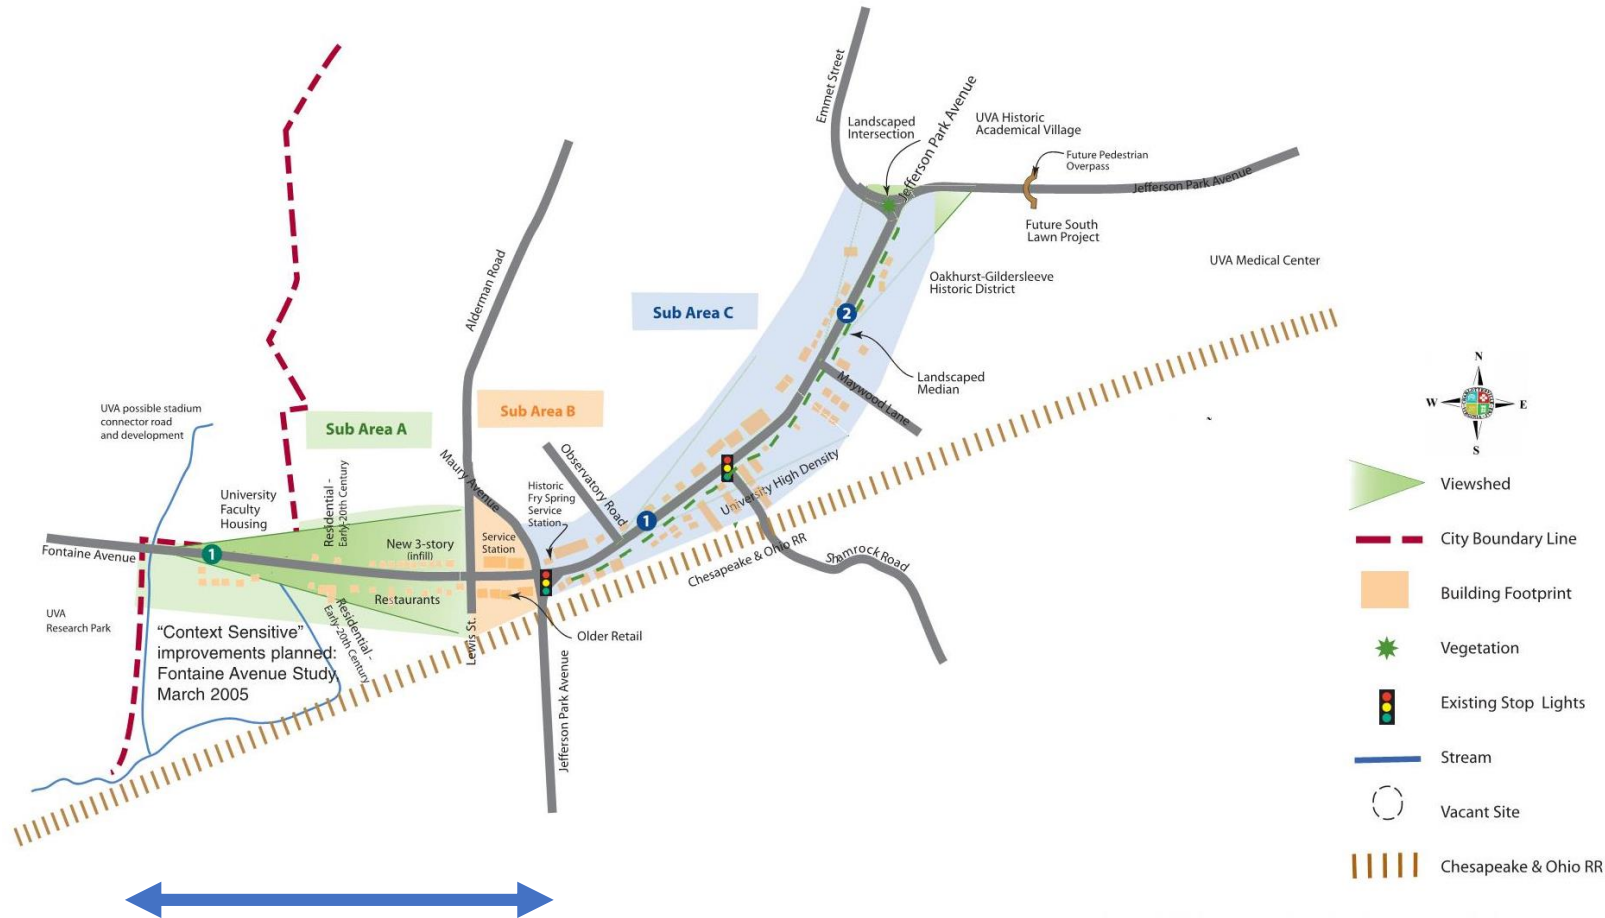 Emmet Street
Landscaped
Intersection
Jefferson Park Avenue
UVA Historic
Academical Village
Future Pedestrian
Overpass
Jefferson Park Avenue
Future South
Lawn Project
UVA Medical Center
Oakhurst-Gildersleeve
Historic District
Alderman Road
Sub Area C
2
Landscaped
Median
Maywood Lane
Sub Area B
Sub Area A
UVA possible stadium
connector road
and development
Maury Avenue
Observatory Road
Historic
Fry Spring
Service
Station
University High Density
University
Faculty
Housing
Residential -
Early-20th Century
1
Service
Station
New 3-story
(infill)
Fontaine Avenue
1
Chesapeake & Ohio RR
Shamrock Road
Restaurants
UVA
Research Park
Residential -
Early-20th Century
"Context Sensitive"
improvements planned:
Fontaine Avenue Study,
March 2005
Lewis St.
Older Retail
Jefferson Park Avenue
N
W
E
S
Viewshed
City Boundary Line
Building Footprint
Vegetation
Existing Stop Lights
Stream
Vacant Site
Chesapeake & Ohio RR